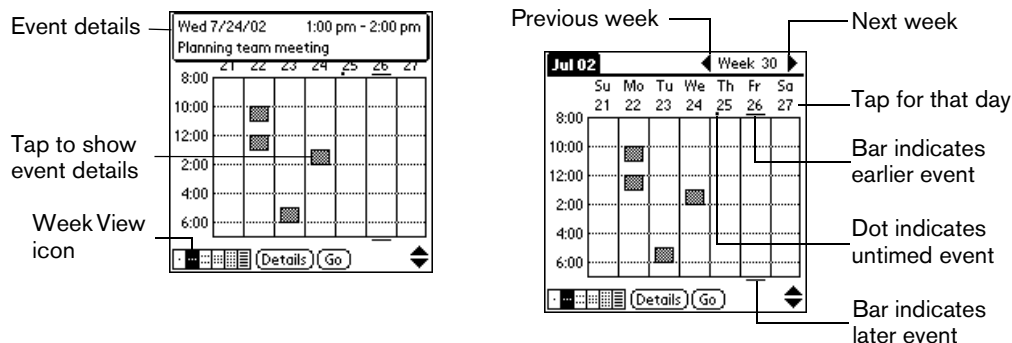 Event details
Wed 7/24/02 1:00 pm - 2:00 pm
Planning team meeting
21 22 23 24 25 26 27
8:00
10:00
12:00
2:00
4:00
6:00
Details Go
Tap to show
event details
Week View
icon
Previous week
Next week
Jul 02 Week 30
Su Mo Tu We Th Fr Sa
21 22 23 24 25 26 27
8:00
10:00
12:00
2:00
4:00
6:00
Details Go
Tap for that day
Bar indicates
earlier event
Dot indicates
untimed event
Bar indicates
later event